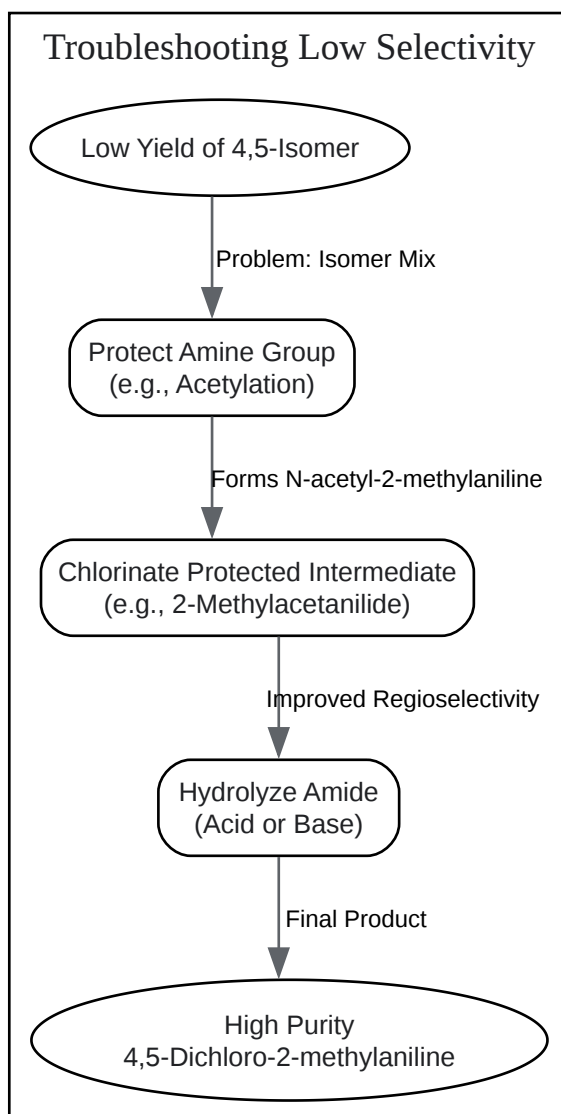 Troubleshooting Low Selectivity
Low Yield of 4,5-Isomer
Problem: Isomer Mix
Protect Amine Group
(e.g., Acetylation)
Forms N-acetyl-2-methylaniline
Chlorinate Protected Intermediate
(e.g., 2-Methylacetanilide)
Improved Regioselectivity
Hydrolyze Amide
(Acid or Base)
Final Product
High Purity
4,5-Dichloro-2-methylaniline